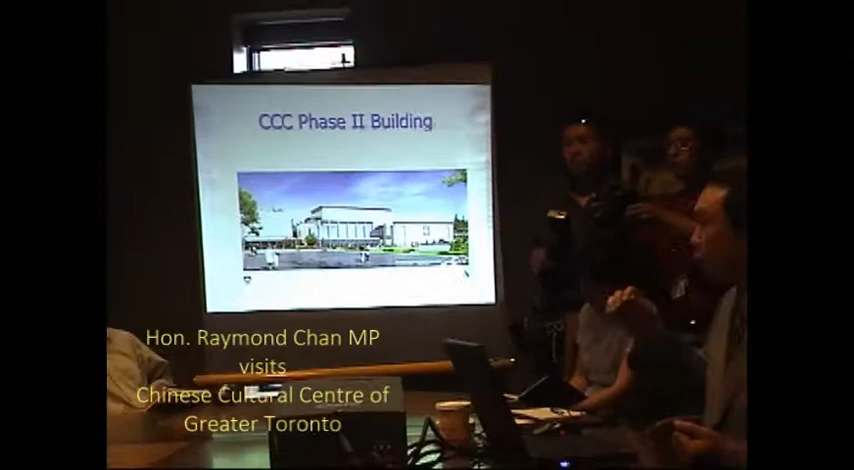 CCC Phase II Building
Hon. Raymond Chan MP
visits
Chinese Cultural Centre of
Greater Toronto